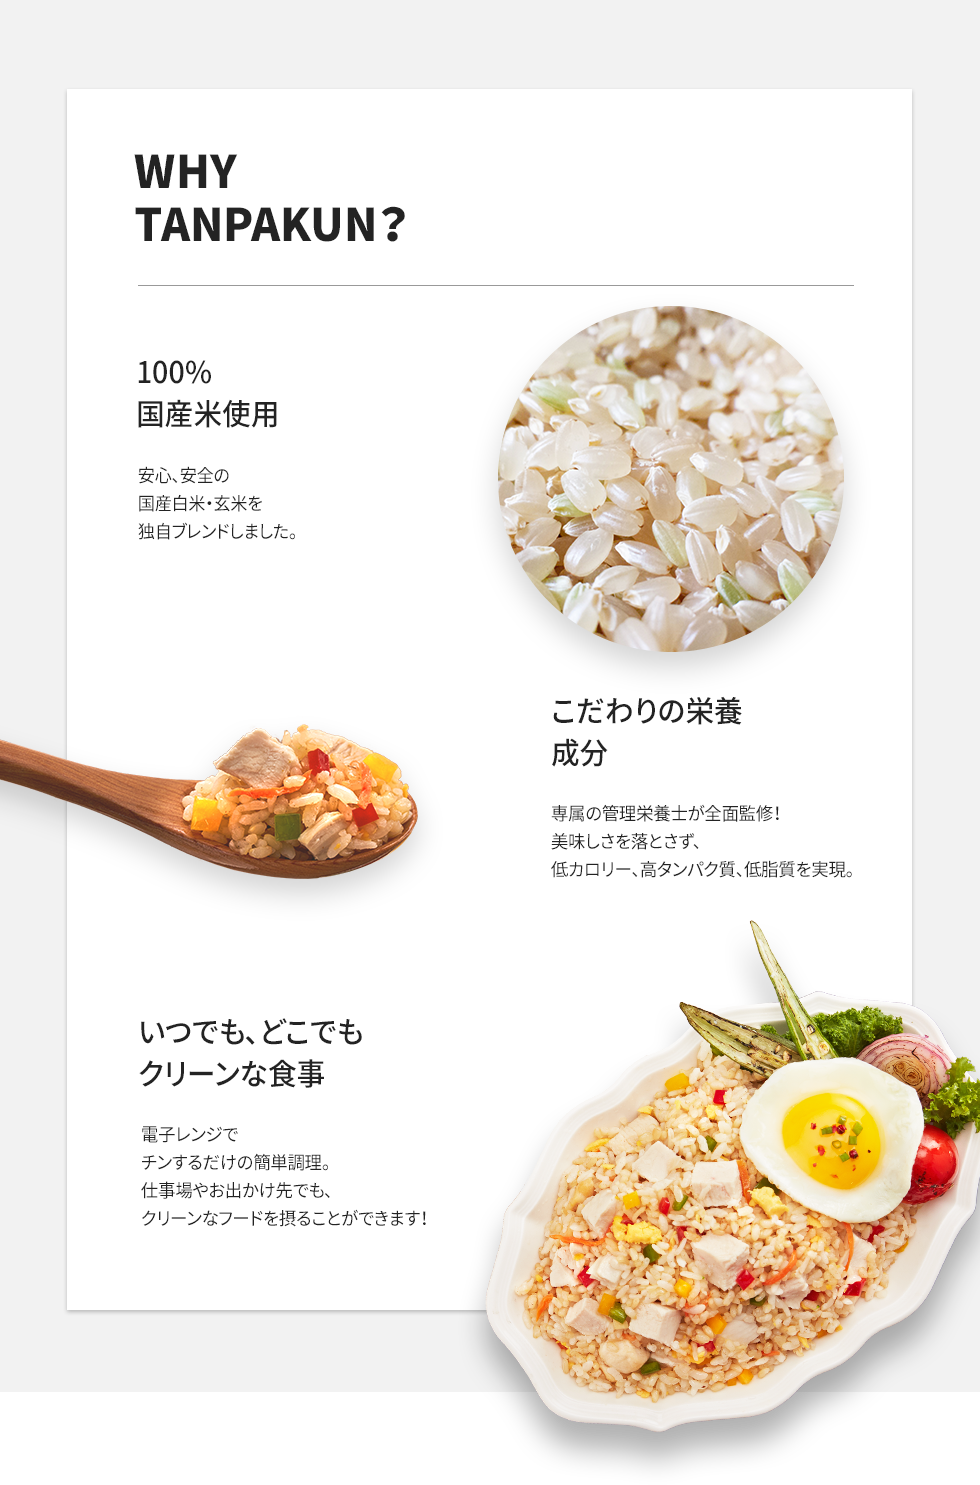 WHY
TANPAKUN？
100%
国産米使用
安心、安全の
国産白米・玄米を
独自ブレンドしました。
こだわりの栄養
成分
専属の管理栄養士が全面監修！
美味しさを落とさず、
低カロリー、高タンパク質、低脂質を実現。
いつでも、どこでも
クリーンな食事
電子レンジで
チンするだけの簡単調理。
仕事場やお出かけ先でも、
クリーンなフードを摂ることができます！